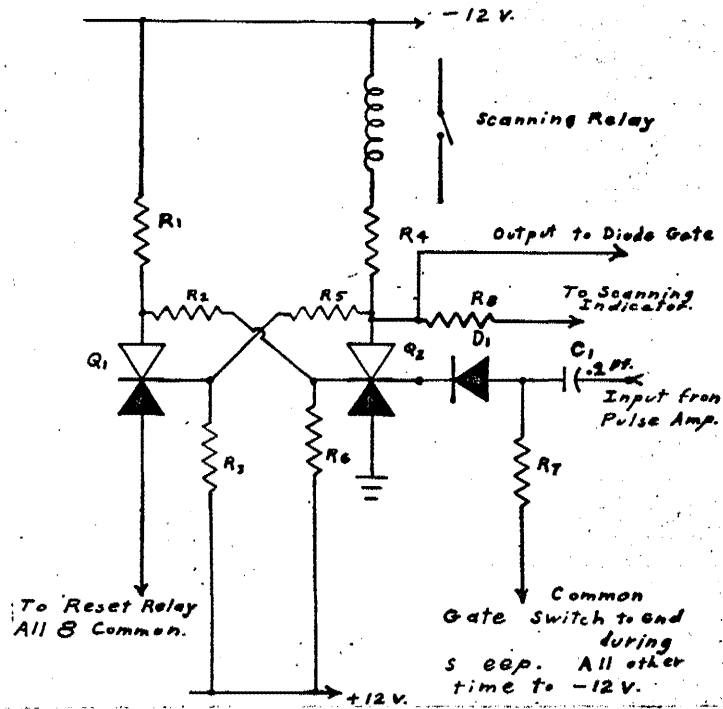 -12 V.
Scanning Relay
R1
R4
Output to Diode Gate
R2
R5
R8
To Scanning
Indicator.
Q1
Q2
D1
C1
.2 µf.
Input from
Pulse Amp.
R3
R6
R7
To Reset Relay
All 8 Common.
Common
Gate Switch to Gnd
during
s eep. All other
time to -12 V.
+12 V.